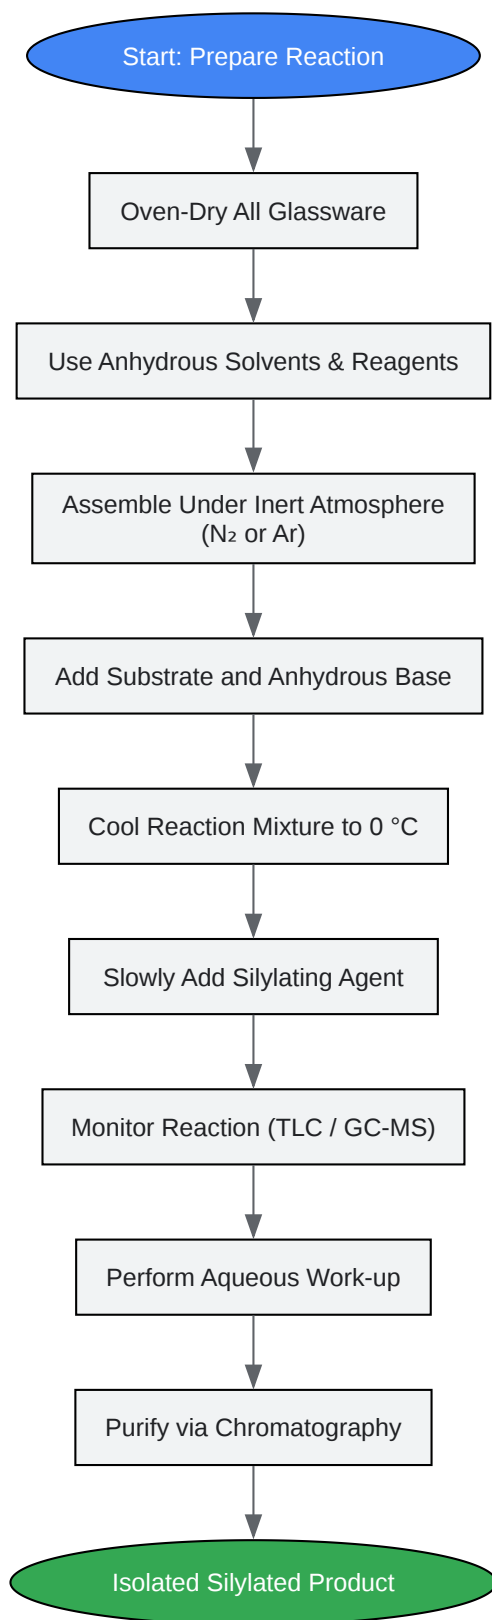 Start: Prepare Reaction
Oven-Dry All Glassware
Use Anhydrous Solvents & Reagents
Assemble Under Inert Atmosphere
(N₂ or Ar)
Add Substrate and Anhydrous Base
Cool Reaction Mixture to 0 °C
Slowly Add Silylating Agent
Monitor Reaction (TLC / GC-MS)
Perform Aqueous Work-up
Purify via Chromatography
Isolated Silylated Product